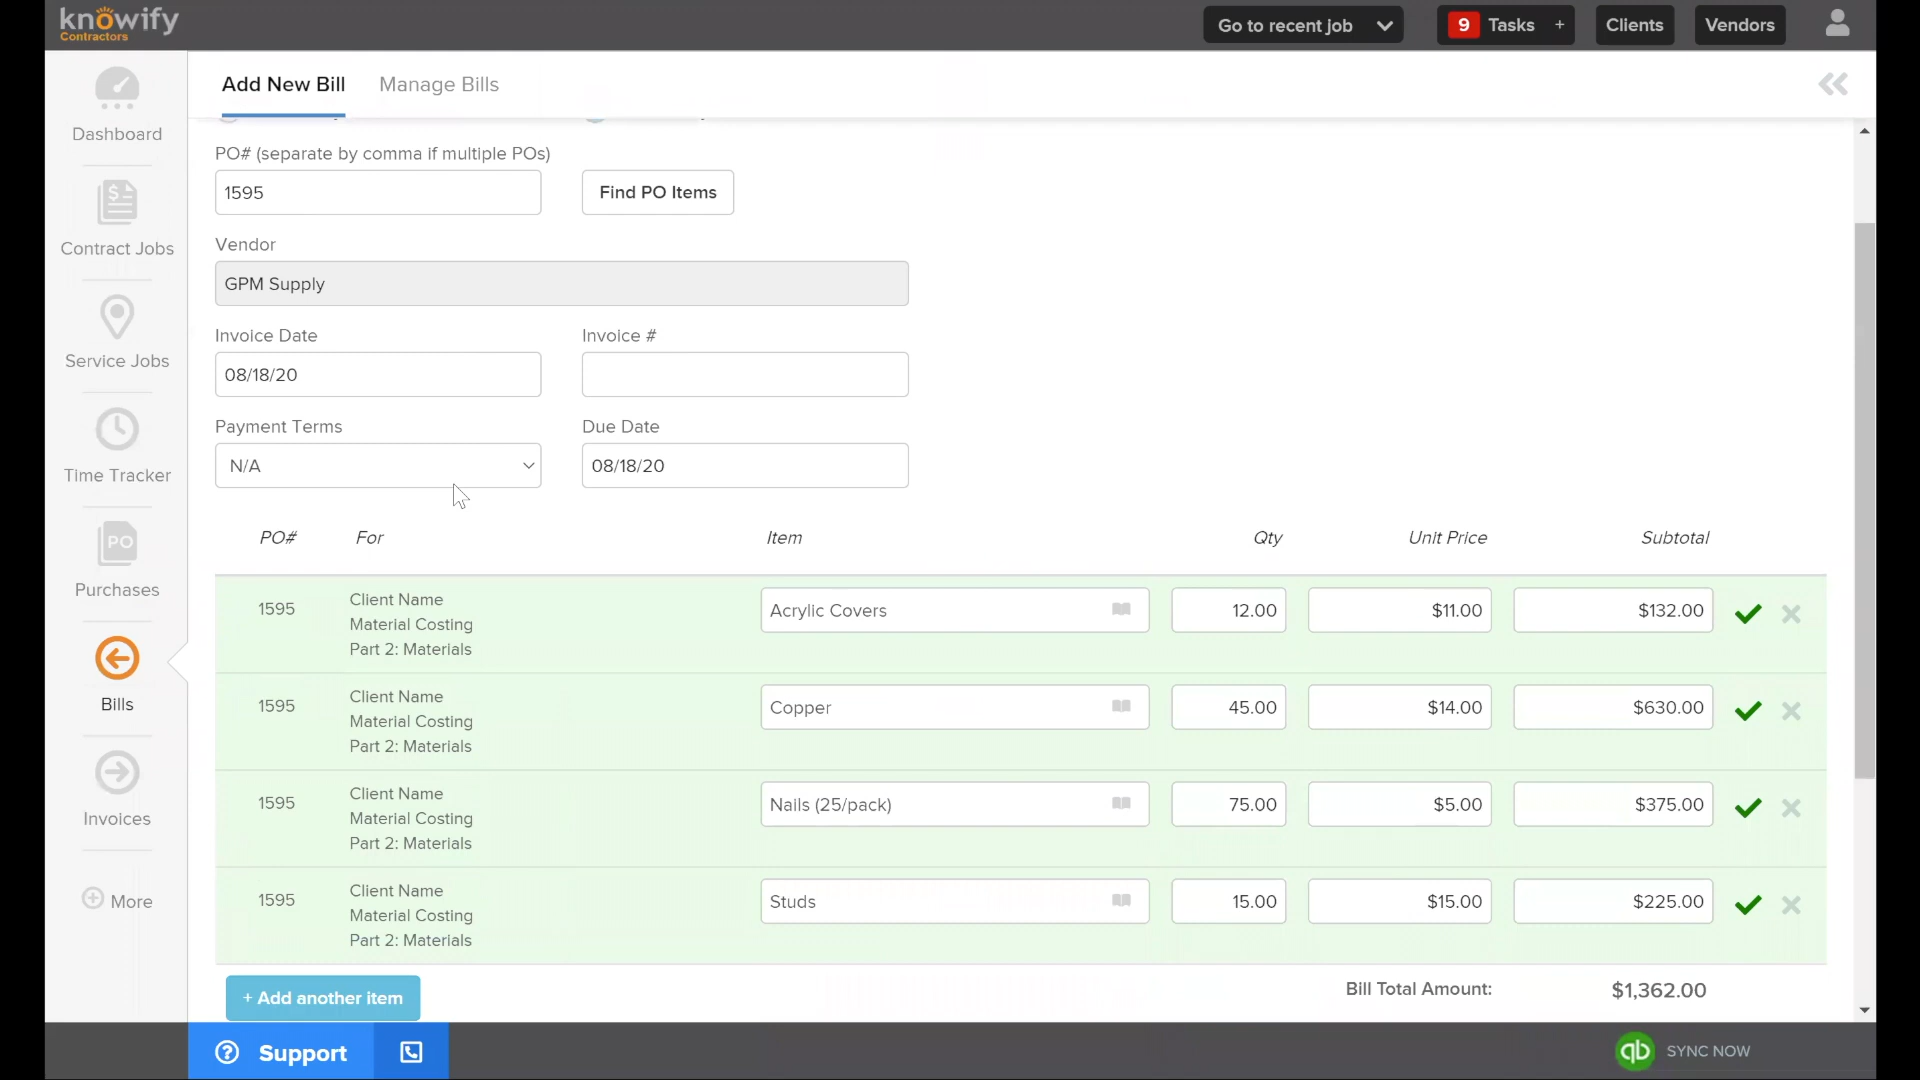 knowify
Contractors
Go to recent job
9 Tasks +
Clients
Vendors
Add New Bill
Manage Bills
Dashboard
Contract Jobs
Service Jobs
Time Tracker
PO
Purchases
Bills
Invoices
More
PO# (separate by comma if multiple POs)
1595
Find PO Items
Vendor
GPM Supply
Invoice Date
Invoice #
08/18/20
Payment Terms
Due Date
N/A
08/18/20
PO# For Item Qty Unit Price Subtotal
1595
Client Name
Material Costing
Part 2: Materials
Acrylic Covers
12.00
$11.00
$132.00
1595
Client Name
Material Costing
Part 2: Materials
Copper
45.00
$14.00
$630.00
1595
Client Name
Material Costing
Part 2: Materials
Nails (25/pack)
75.00
$5.00
$375.00
1595
Client Name
Material Costing
Part 2: Materials
Studs
15.00
$15.00
$225.00
+ Add another item
Bill Total Amount: $1,362.00
Support
qb SYNC NOW